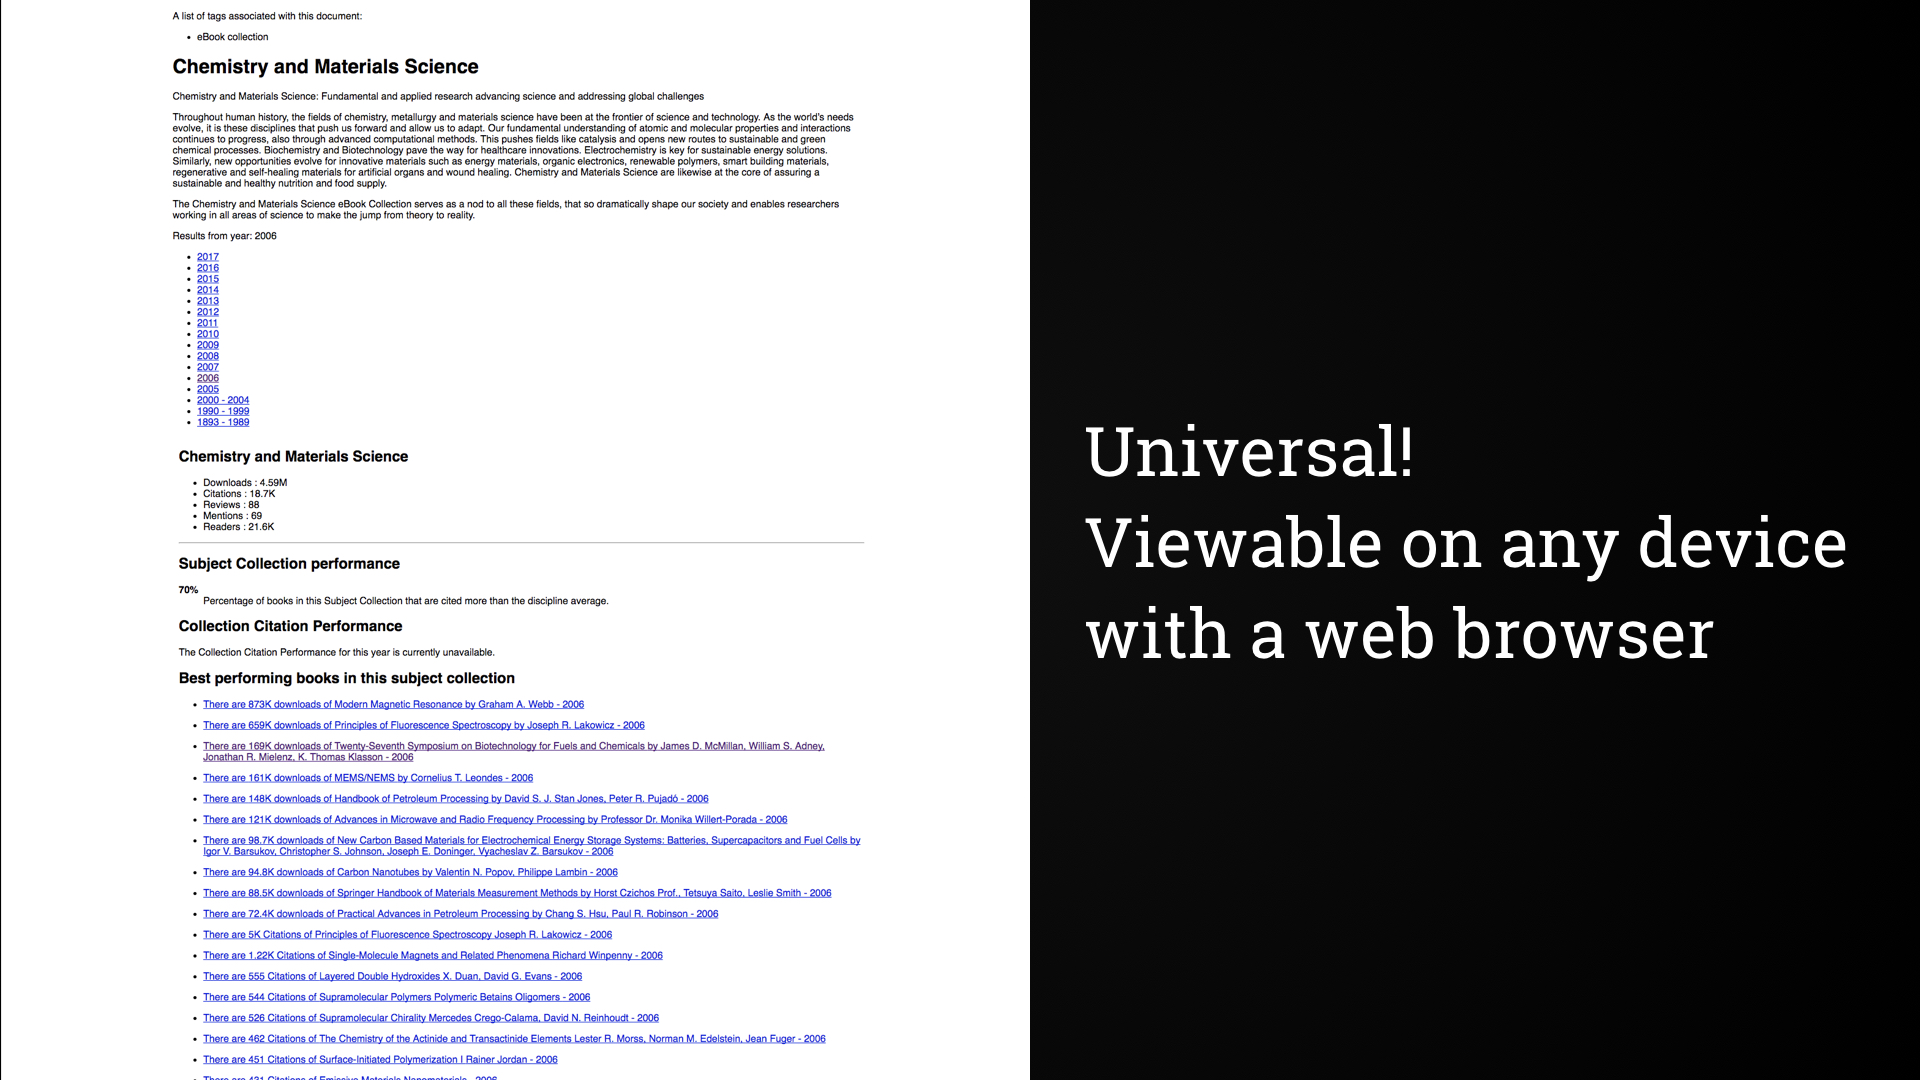 A list of tags associated with this document:
• eBook collection
Chemistry and Materials Science
Chemistry and Materials Science: Fundamental and applied research advancing science and addressing global challenges
Throughout human history, the fields of chemistry, metallurgy and materials science have been at the frontier of science and technology. As the world's needs
evolve, it is these disciplines that push us forward and allow us to adapt. Our fundamental understanding of atomic and molecular properties and interactions
continues to progress, also through advanced computational methods. This pushes fields like catalysis and opens new routes to sustainable and green
chemical processes. Biochemistry and Biotechnology pave the way for healthcare innovations. Electrochemistry is key for sustainable energy solutions.
Similarly, new opportunities evolve for innovative materials such as energy materials, organic electronics, renewable polymers, smart building materials,
regenerative and self-healing materials for artificial organs and wound healing. Chemistry and Materials Science are likewise at the core of assuring a
sustainable and healthy nutrition and food supply.
The Chemistry and Materials Science eBook Collection serves as a nod to all these fields, that so dramatically shape our society and enables researchers
working in all areas of science to make the jump from theory to reality.
Results from year: 2006
• 2017
• 2016
• 2015
• 2014
• 2013
• 2012
• 2011
• 2010
• 2009
• 2008
• 2007
• 2006
• 2005
• 2000 - 2004
• 1990 - 1999
• 1893 - 1989
Chemistry and Materials Science
• Downloads : 4.59M
• Citations : 18.7K
• Reviews : 88
• Mentions : 69
• Readers : 21.6K
Subject Collection performance
70%
Percentage of books in this Subject Collection that are cited more than the discipline average.
Collection Citation Performance
The Collection Citation Performance for this year is currently unavailable.
Best performing books in this subject collection
• There are 873K downloads of Modern Magnetic Resonance by Graham A. Webb - 2006
• There are 659K downloads of Principles of Fluorescence Spectroscopy by Joseph R. Lakowicz - 2006
• There are 169K downloads of Twenty-Seventh Symposium on Biotechnology for Fuels and Chemicals by James D. McMillan, William S. Adney,
Jonathan R. Mielenz, K. Thomas Klasson - 2006
• There are 161K downloads of MEMS/NEMS by Cornelius T. Leondes - 2006
• There are 148K downloads of Handbook of Petroleum Processing by David S. J. Stan Jones, Peter R. Pujadó - 2006
• There are 121K downloads of Advances in Microwave and Radio Frequency Processing by Professor Dr. Monika Willert-Porada - 2006
• There are 98.7K downloads of New Carbon Based Materials for Electrochemical Energy Storage Systems: Batteries, Supercapacitors and Fuel Cells by
Igor V. Barsukov, Christopher S. Johnson, Joseph E. Doninger, Vyacheslav Z. Barsukov - 2006
• There are 94.8K downloads of Carbon Nanotubes by Valentin N. Popov, Philippe Lambin - 2006
• There are 88.5K downloads of Springer Handbook of Materials Measurement Methods by Horst Czichos Prof., Tetsuya Saito, Leslie Smith - 2006
• There are 72.4K downloads of Practical Advances in Petroleum Processing by Chang S. Hsu, Paul R. Robinson - 2006
• There are 5K Citations of Principles of Fluorescence Spectroscopy Joseph R. Lakowicz - 2006
• There are 1.22K Citations of Single-Molecule Magnets and Related Phenomena Richard Winpenny - 2006
• There are 555 Citations of Layered Double Hydroxides X. Duan, David G. Evans - 2006
• There are 544 Citations of Supramolecular Polymers Polymeric Betains Oligomers - 2006
• There are 526 Citations of Supramolecular Chirality Mercedes Crego-Calama, David N. Reinhoudt - 2006
• There are 462 Citations of The Chemistry of the Actinide and Transactinide Elements Lester R. Morss, Norman M. Edelstein, Jean Fuger - 2006
• There are 451 Citations of Surface-Initiated Polymerization I Rainer Jordan - 2006
There are 431 Citations of Emissive Materials Nanomaterials - 2006
Universal!
Viewable on any device
with a web browser